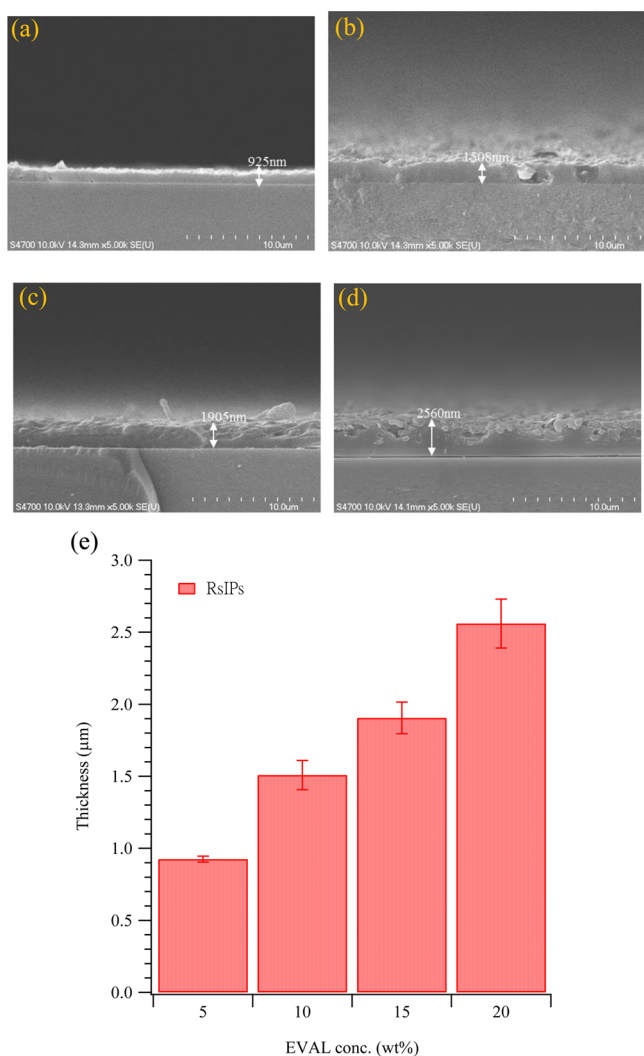 (a)
925nm
S4700 10.0kV 14.3mm x5.00k SE(U)
10.0um
(b)
1508nm
S4700 10.0kV 14.3mm x5.00k SE(U)
10.0um
(c)
1905nm
S4700 10.0kV 13.3mm x5.00k SE(U)
10.0um
(d)
2560nm
S4700 10.0kV 14.1mm x5.00k SE(U)
10.0um
(e)
RsIPs
Thickness (µm)
3.0
2.5
2.0
1.5
1.0
0.5
0.0
5 10 15 20
EVAL conc. (wt%)